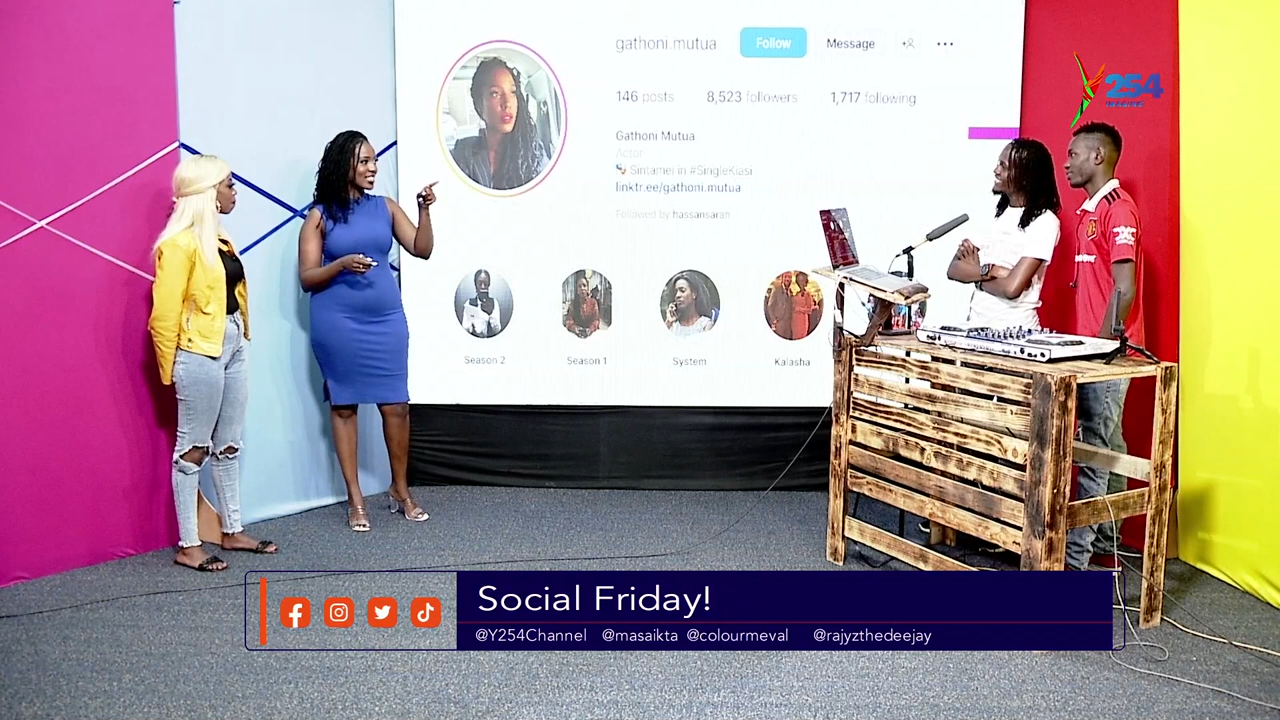 gathoni.mutua Follow Message
146 posts 8,523 followers 1,717 following
Gathoni Mutua
Actor
Sintamei in #SingleKiasi
linktr.ee/gathoni.mutua
Followed by hassansaran
Season 2 Season 1 System Kalasha
Y254
Social Friday!
@Y254Channel @masaikta @colourmeval @rajyzthedeejay